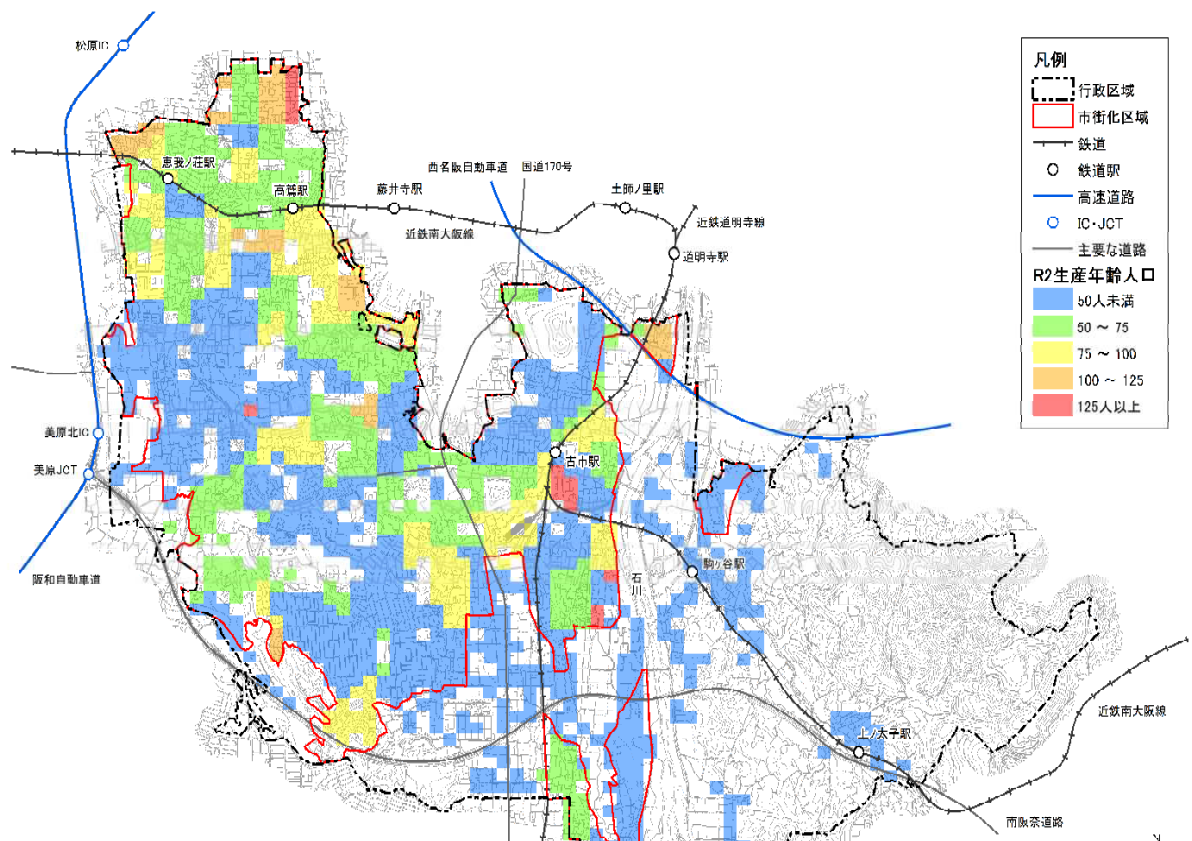 松原IC
恵我ノ荘駅
高鷲駅
藤井寺駅
西名阪自動車道
国道170号
土師ノ里駅
近鉄道明寺線
近鉄南大阪線
道明寺駅
美原北IC
美原JCT
古市駅
阪和自動車道
石川
駒ヶ谷駅
上ノ太子駅
近鉄南大阪線
南阪奈道路
凡例
行政区域
市街化区域
鉄道
鉄道駅
高速道路
IC・JCT
主要な道路
R2生産年齢人口
50人未満
50 ～ 75
75 ～ 100
100 ～ 125
125人以上